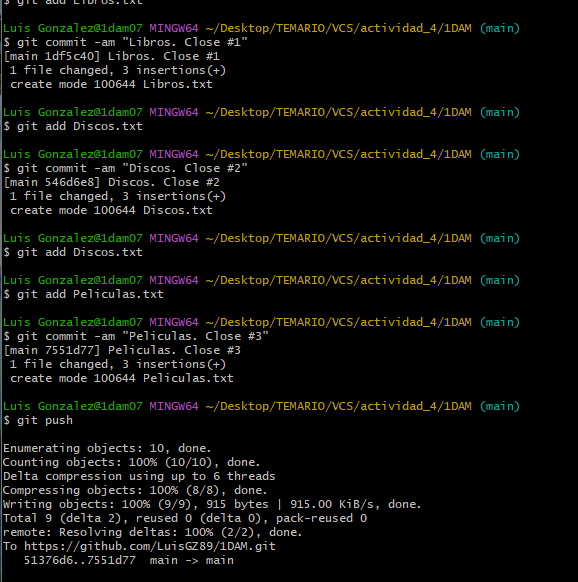 $ git add Libros.txt
Luis Gonzalez@1dam07 MINGW64 ~/Desktop/TEMARIO/VCS/actividad_4/1DAM (main)
$ git commit -am "Libros. Close #1"
[main 1df5c40] Libros. Close #1
 1 file changed, 3 insertions(+)
 create mode 100644 Libros.txt
Luis Gonzalez@1dam07 MINGW64 ~/Desktop/TEMARIO/VCS/actividad_4/1DAM (main)
$ git add Discos.txt
Luis Gonzalez@1dam07 MINGW64 ~/Desktop/TEMARIO/VCS/actividad_4/1DAM (main)
$ git commit -am "Discos. Close #2"
[main 546d6e8] Discos. Close #2
 1 file changed, 3 insertions(+)
 create mode 100644 Discos.txt
Luis Gonzalez@1dam07 MINGW64 ~/Desktop/TEMARIO/VCS/actividad_4/1DAM (main)
$ git add Discos.txt
Luis Gonzalez@1dam07 MINGW64 ~/Desktop/TEMARIO/VCS/actividad_4/1DAM (main)
$ git add Peliculas.txt
Luis Gonzalez@1dam07 MINGW64 ~/Desktop/TEMARIO/VCS/actividad_4/1DAM (main)
$ git commit -am "Peliculas. Close #3"
[main 7551d77] Peliculas. Close #3
 1 file changed, 3 insertions(+)
 create mode 100644 Peliculas.txt
Luis Gonzalez@1dam07 MINGW64 ~/Desktop/TEMARIO/VCS/actividad_4/1DAM (main)
$ git push
Enumerating objects: 10, done.
Counting objects: 100% (10/10), done.
Delta compression using up to 6 threads
Compressing objects: 100% (8/8), done.
Writing objects: 100% (9/9), 915 bytes | 915.00 KiB/s, done.
Total 9 (delta 2), reused 0 (delta 0), pack-reused 0
remote: Resolving deltas: 100% (2/2), done.
To https://github.com/LuisGZ89/1DAM.git
   51376d6..7551d77  main -> main